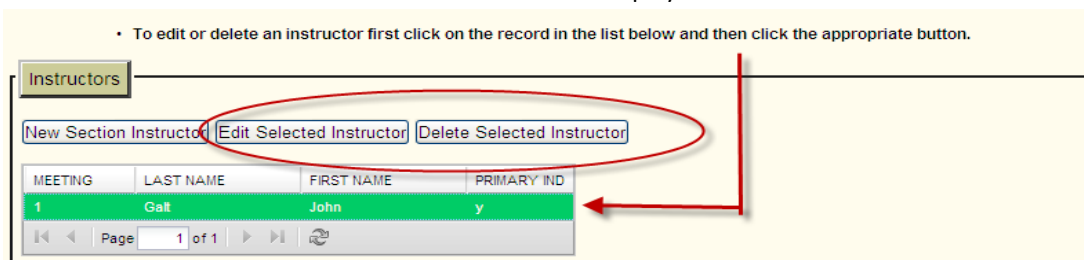 • To edit or delete an instructor first click on the record in the list below and then click the appropriate button.
Instructors
New Section Instructor Edit Selected Instructor Delete Selected Instructor
MEETING LAST NAME FIRST NAME PRIMARY IND
1 Galt John y
Page 1 of 1